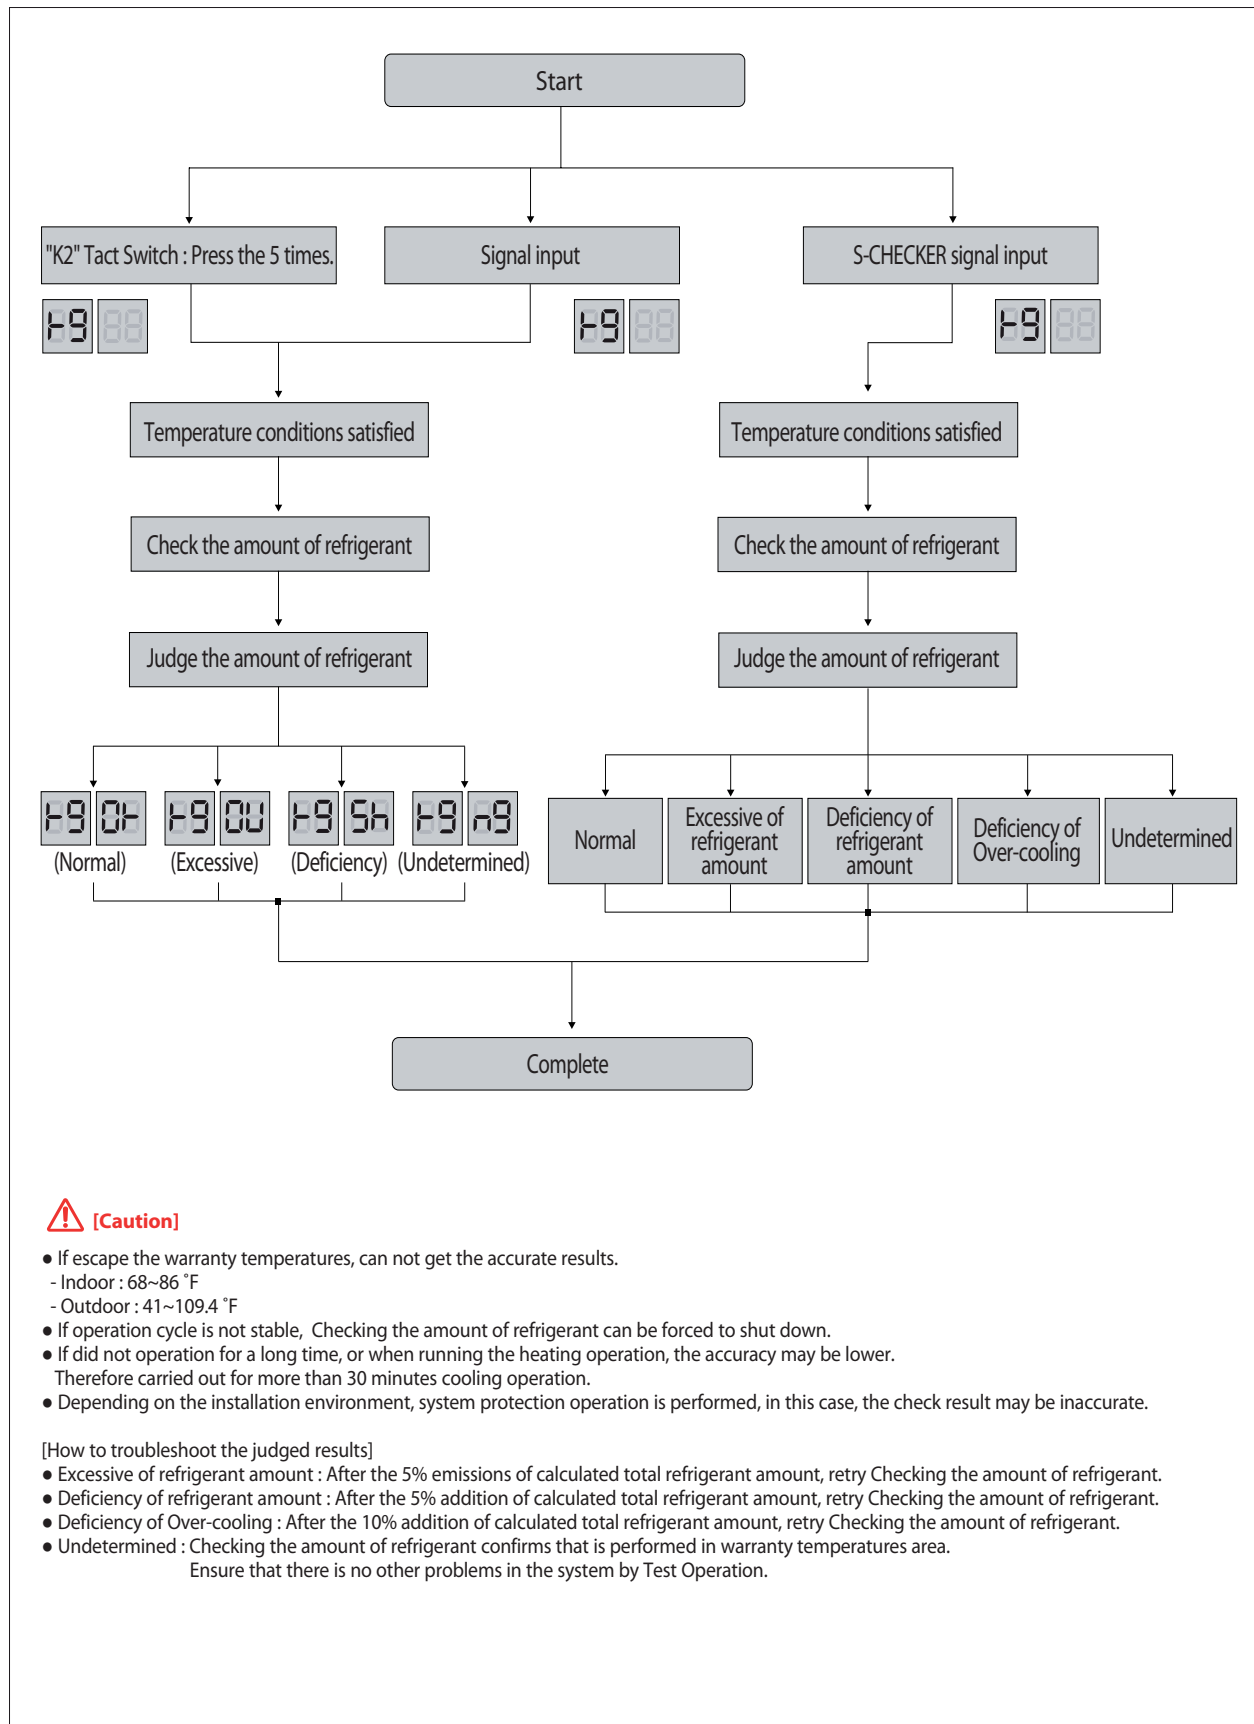 Start
"K2" Tact Switch : Press the 5 times.
Signal input
S-CHECKER signal input
Temperature conditions satisfied
Temperature conditions satisfied
Check the amount of refrigerant
Check the amount of refrigerant
Judge the amount of refrigerant
Judge the amount of refrigerant
(Normal)
(Excessive)
(Deficiency)
(Undetermined)
Normal
Excessive of
refrigerant
amount
Deficiency of
refrigerant
amount
Deficiency of
Over-cooling
Undetermined
Complete
[Caution]
● If escape the warranty temperatures, can not get the accurate results.
- Indoor : 68~86 ˚F
- Outdoor : 41~109.4 ˚F
● If operation cycle is not stable, Checking the amount of refrigerant can be forced to shut down.
● If did not operation for a long time, or when running the heating operation, the accuracy may be lower.
Therefore carried out for more than 30 minutes cooling operation.
● Depending on the installation environment, system protection operation is performed, in this case, the check result may be inaccurate.
[How to troubleshoot the judged results]
● Excessive of refrigerant amount : After the 5% emissions of calculated total refrigerant amount, retry Checking the amount of refrigerant.
● Deficiency of refrigerant amount : After the 5% addition of calculated total refrigerant amount, retry Checking the amount of refrigerant.
● Deficiency of Over-cooling : After the 10% addition of calculated total refrigerant amount, retry Checking the amount of refrigerant.
● Undetermined : Checking the amount of refrigerant confirms that is performed in warranty temperatures area.
Ensure that there is no other problems in the system by Test Operation.